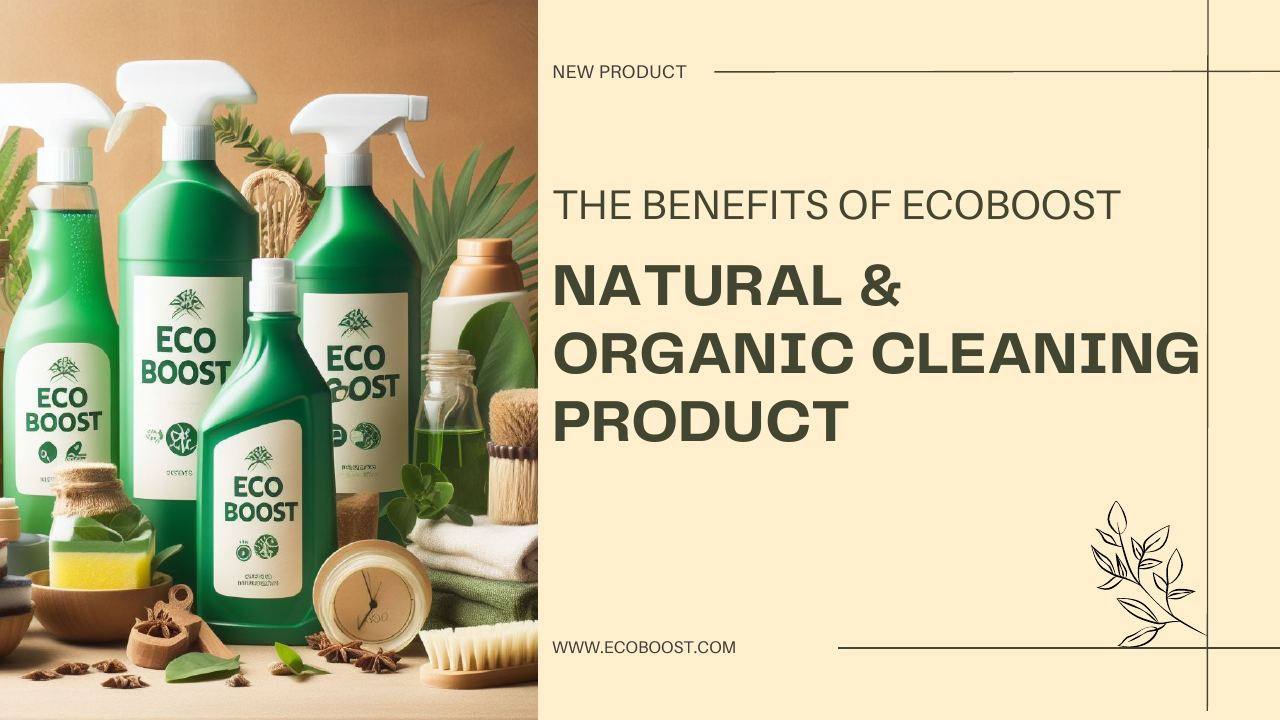 NEW PRODUCT
THE BENEFITS OF ECOBOOST
NATURAL &
ORGANIC CLEANING
PRODUCT
WWW.ECOBOOST.COM
ECO
BOOST
ECO
BOOST
ECO
BOOST
ECO
BOOST